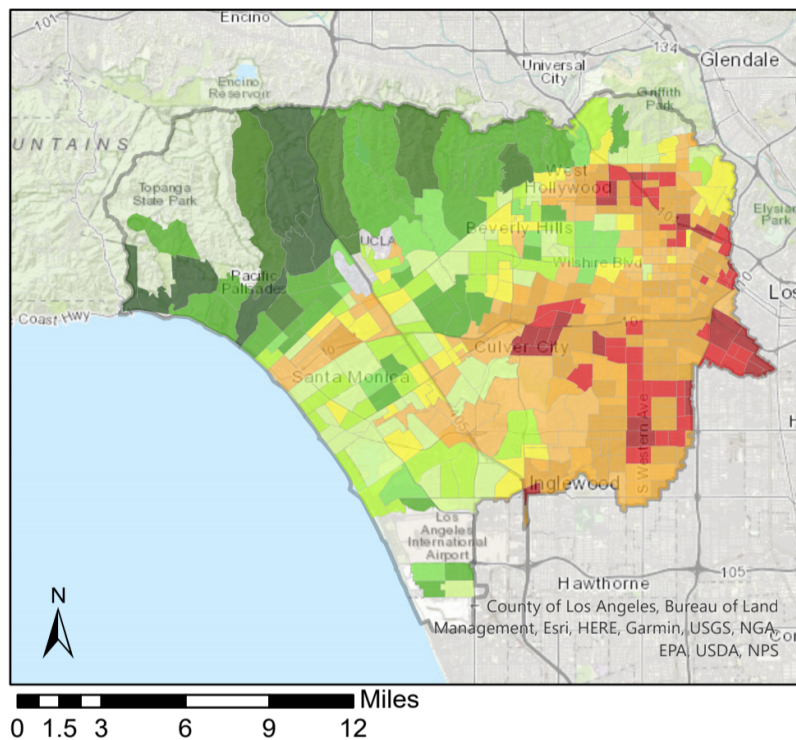 101
Encino
134
Glendale
Universal
City
Encino
Reservoir
Griffith
Park
UNTAINS
West
Hollywood
Topanga
State Park
Elysian
Park
101
UCLA
Beverly Hills
Wilshire Blvd
Pacific
Palisades
110
Los
Coast Hwy
10
10
Culver City
Santa Monica
405
S Western Ave
H
Inglewood
Los
Angeles
International
Airport
105
Hawthorne
County of Los Angeles, Bureau of Land
Management, Esri, HERE, Garmin, USGS, NGA,
EPA, USDA, NPS
Con
N
Miles
0 1.5 3 6 9 12